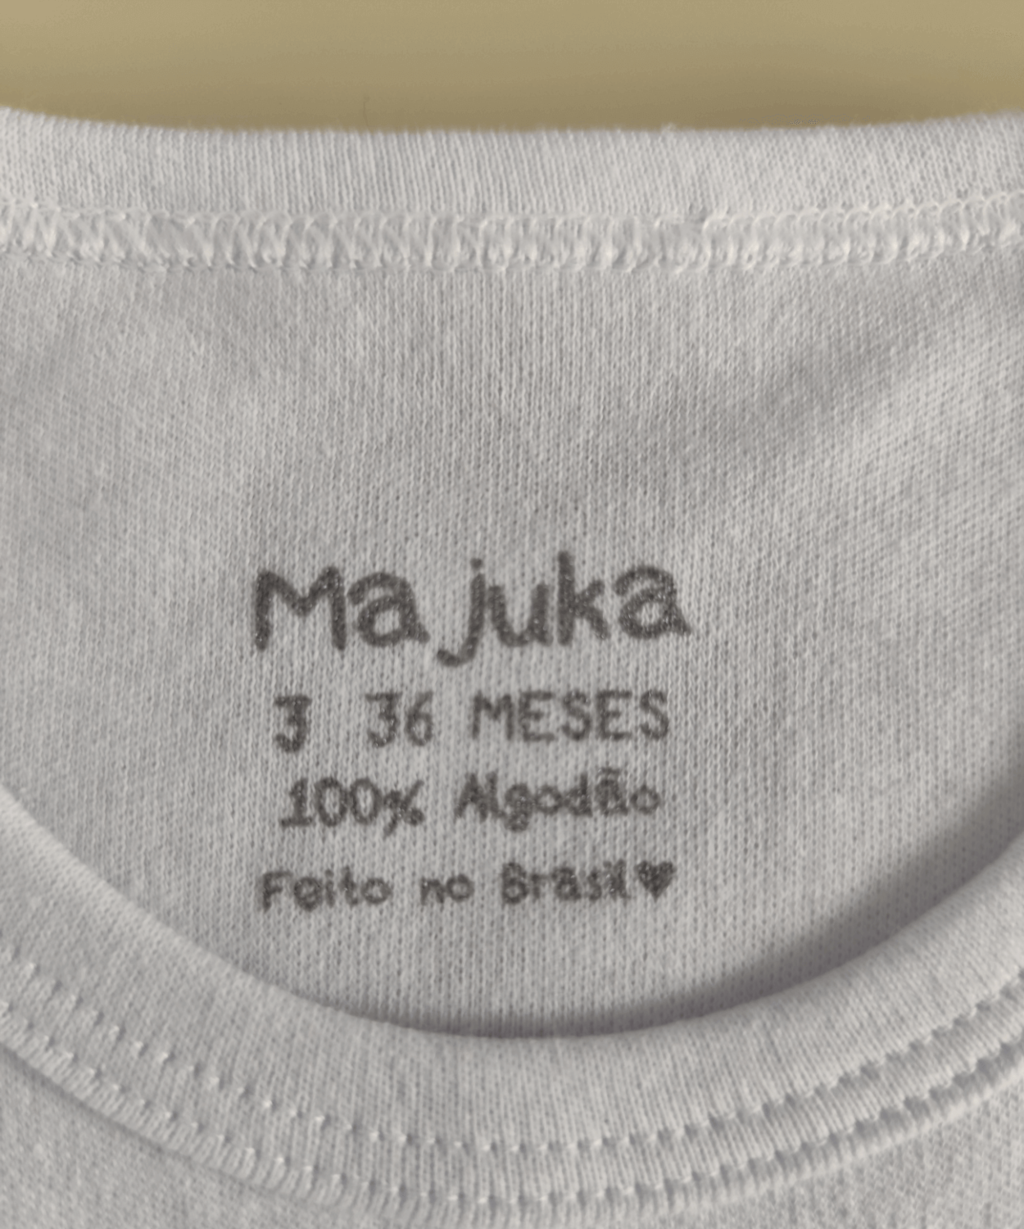 Majuka
3 36 MESES
100% Algodão
Feito no Brasil♥